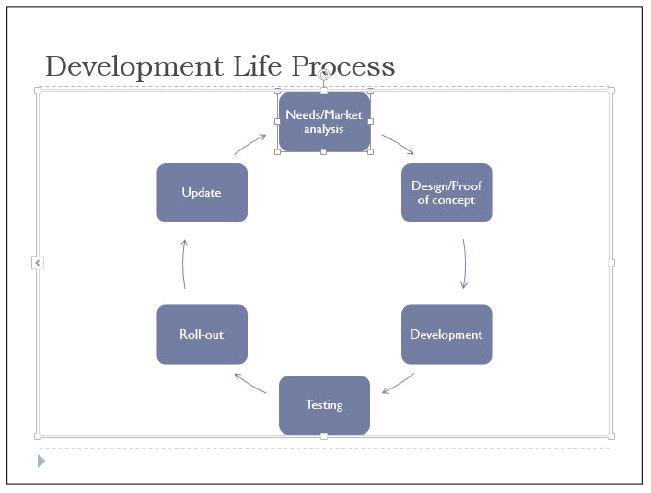 Development Life Process
Needs/Market
analysis
Design/Proof
of concept
Development
Testing
Roll-out
Update